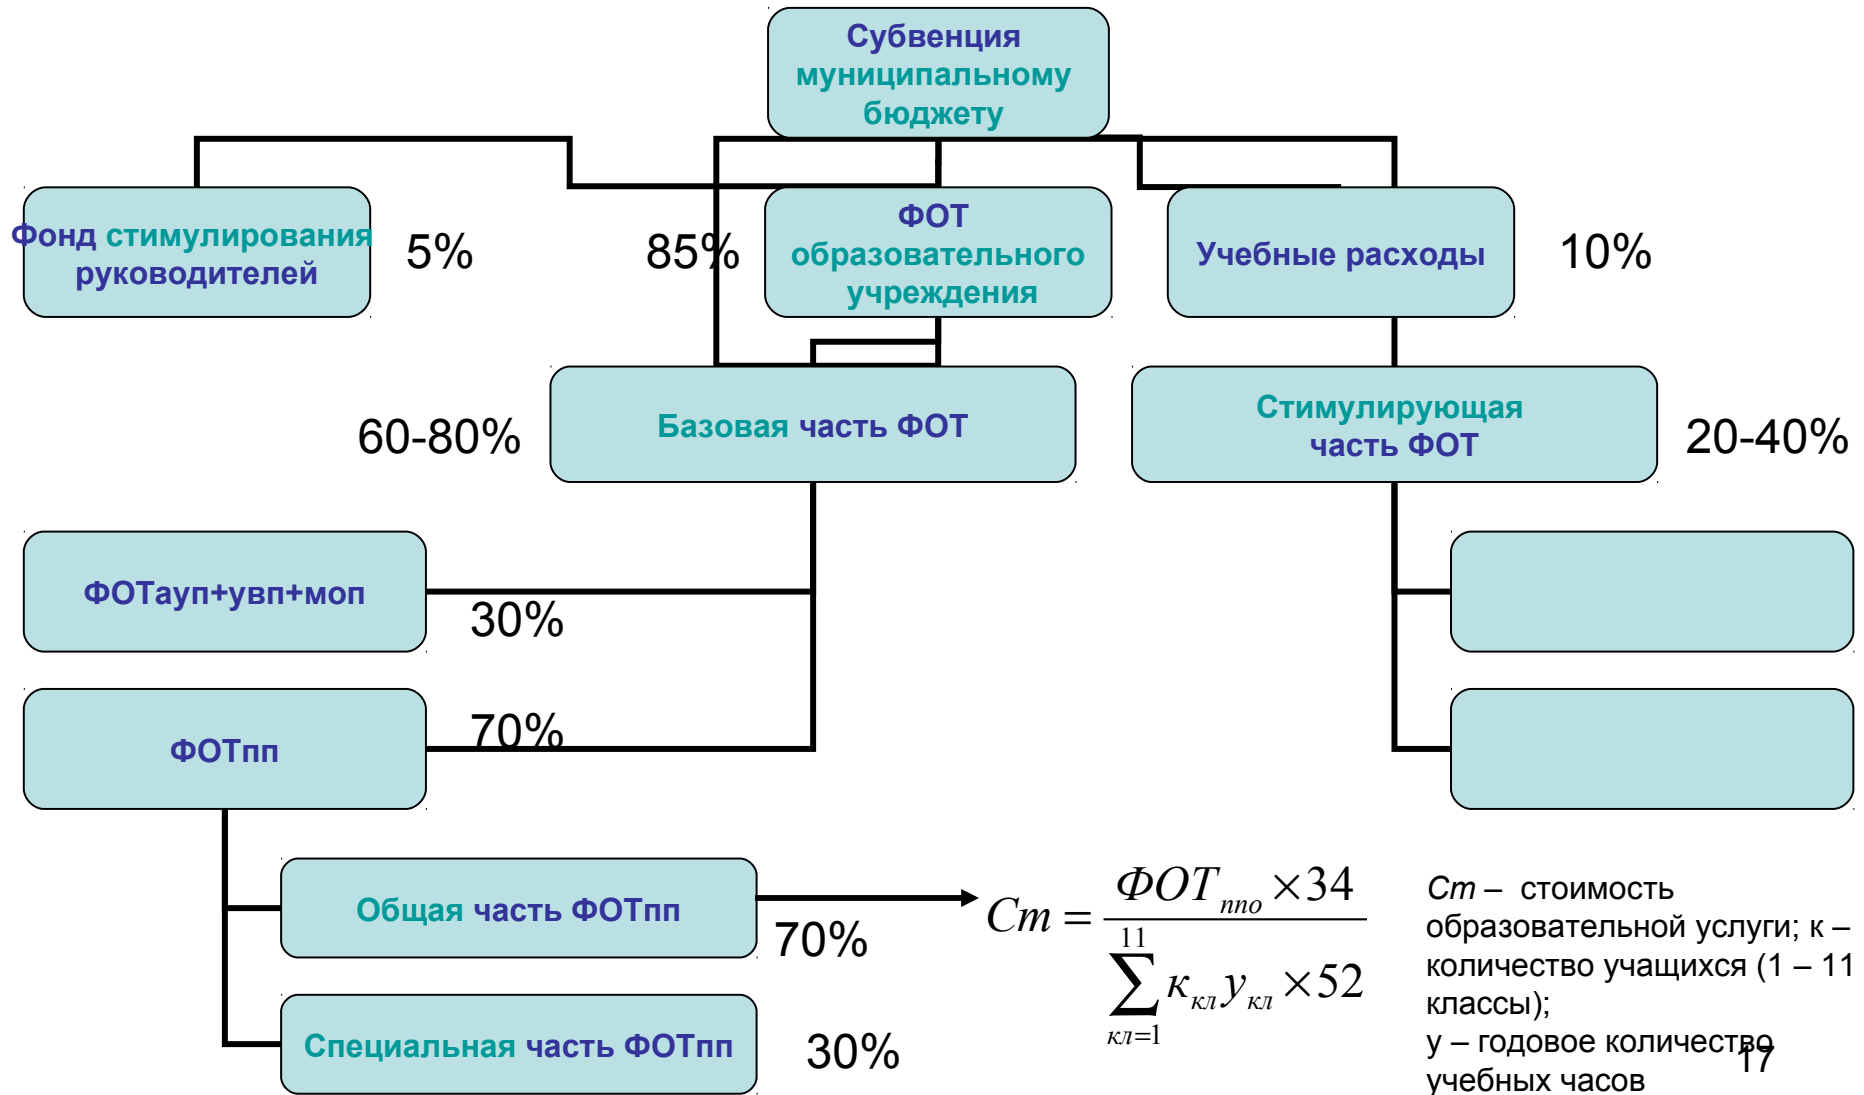 Субвенция
муниципальному
бюджету
Фонд стимулирования
руководителей
5%
85%
ФОТ
образовательного
учреждения
Учебные расходы
10%
60-80%
Базовая часть ФОТ
Стимулирующая
часть ФОТ
20-40%
ФОТауп+увп+моп
30%
ФОТпп
70%
Общая часть ФОТпп
70%
Специальная часть ФОТпп
30%
Ст = ФОТ ппо ×34
11
∑ к кл у кл ×52
кл=1
Ст – стоимость
образовательной услуги; к –
количество учащихся (1 – 11
классы);
у – годовое количество
учебных часов
17